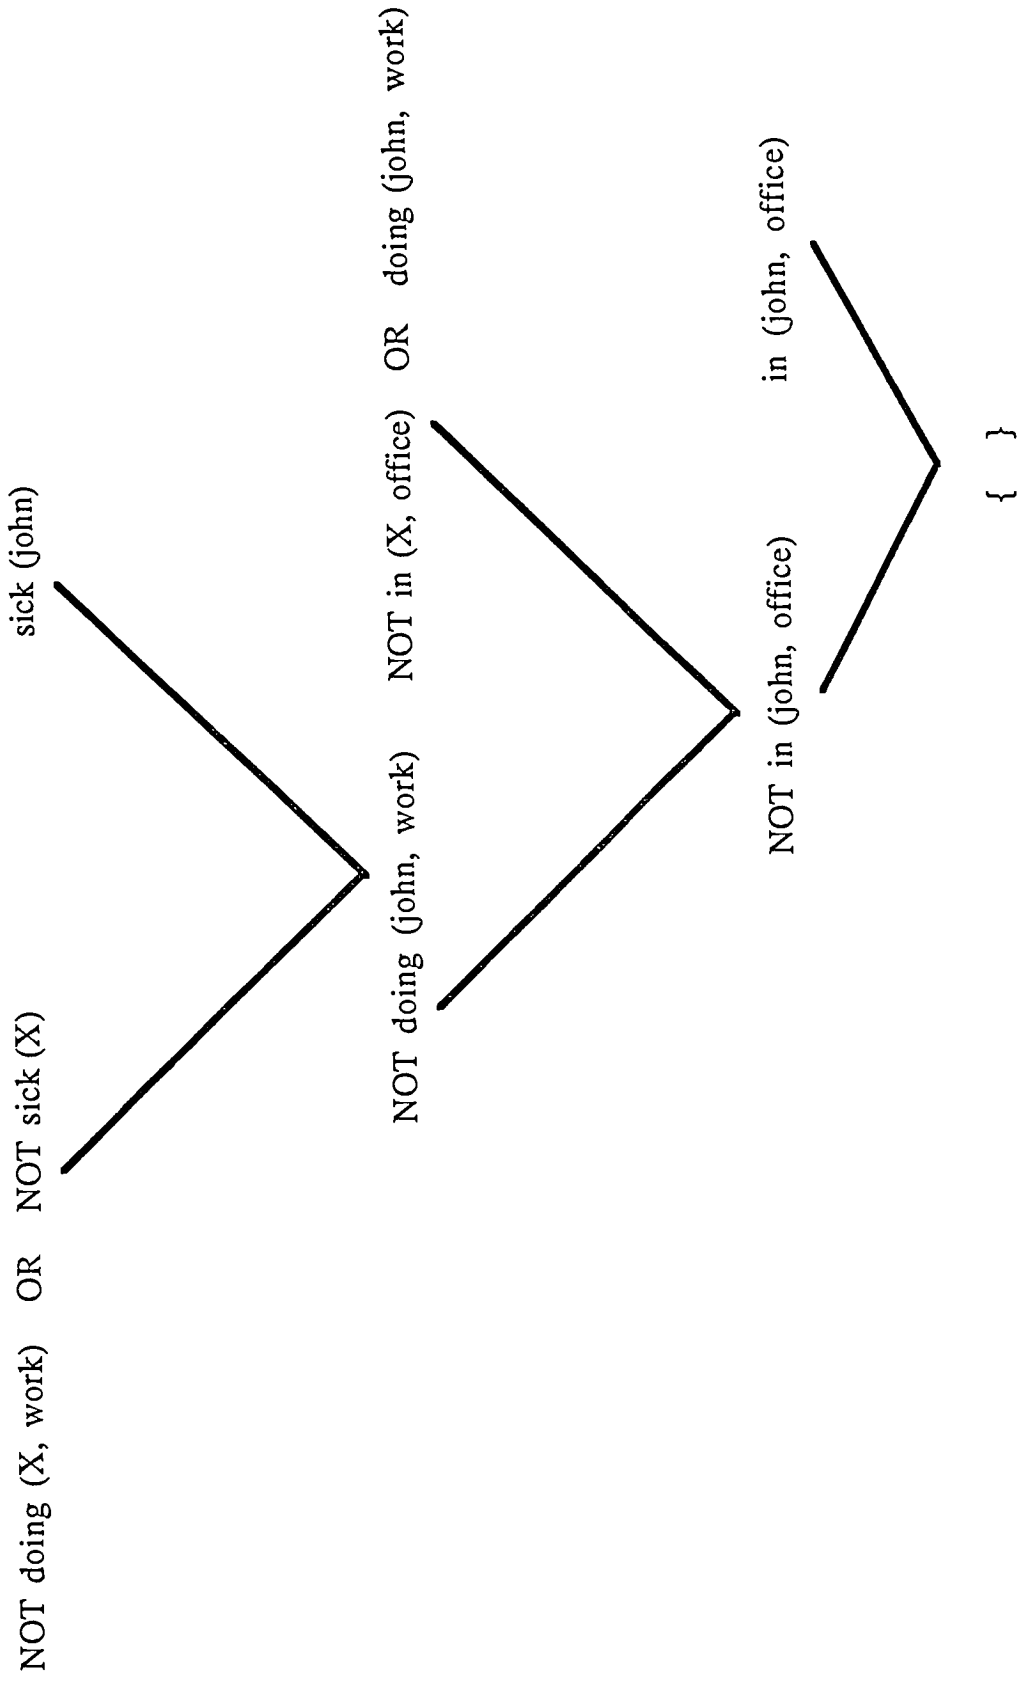 NOT doing (X, work) OR NOT sick (X) sick (john)
NOT doing (john, work) NOT in (X, office) OR doing (john, work)
NOT in (john, office) in (john, office)
{ }